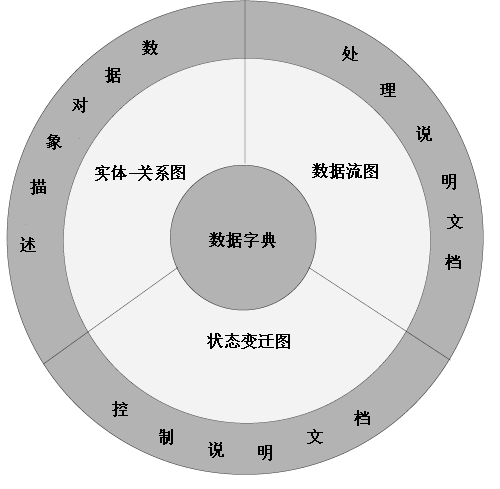 数据对象描述
处理说明文档
实体-关系图
数据流图
数据字典
状态变迁图
控制说明文档